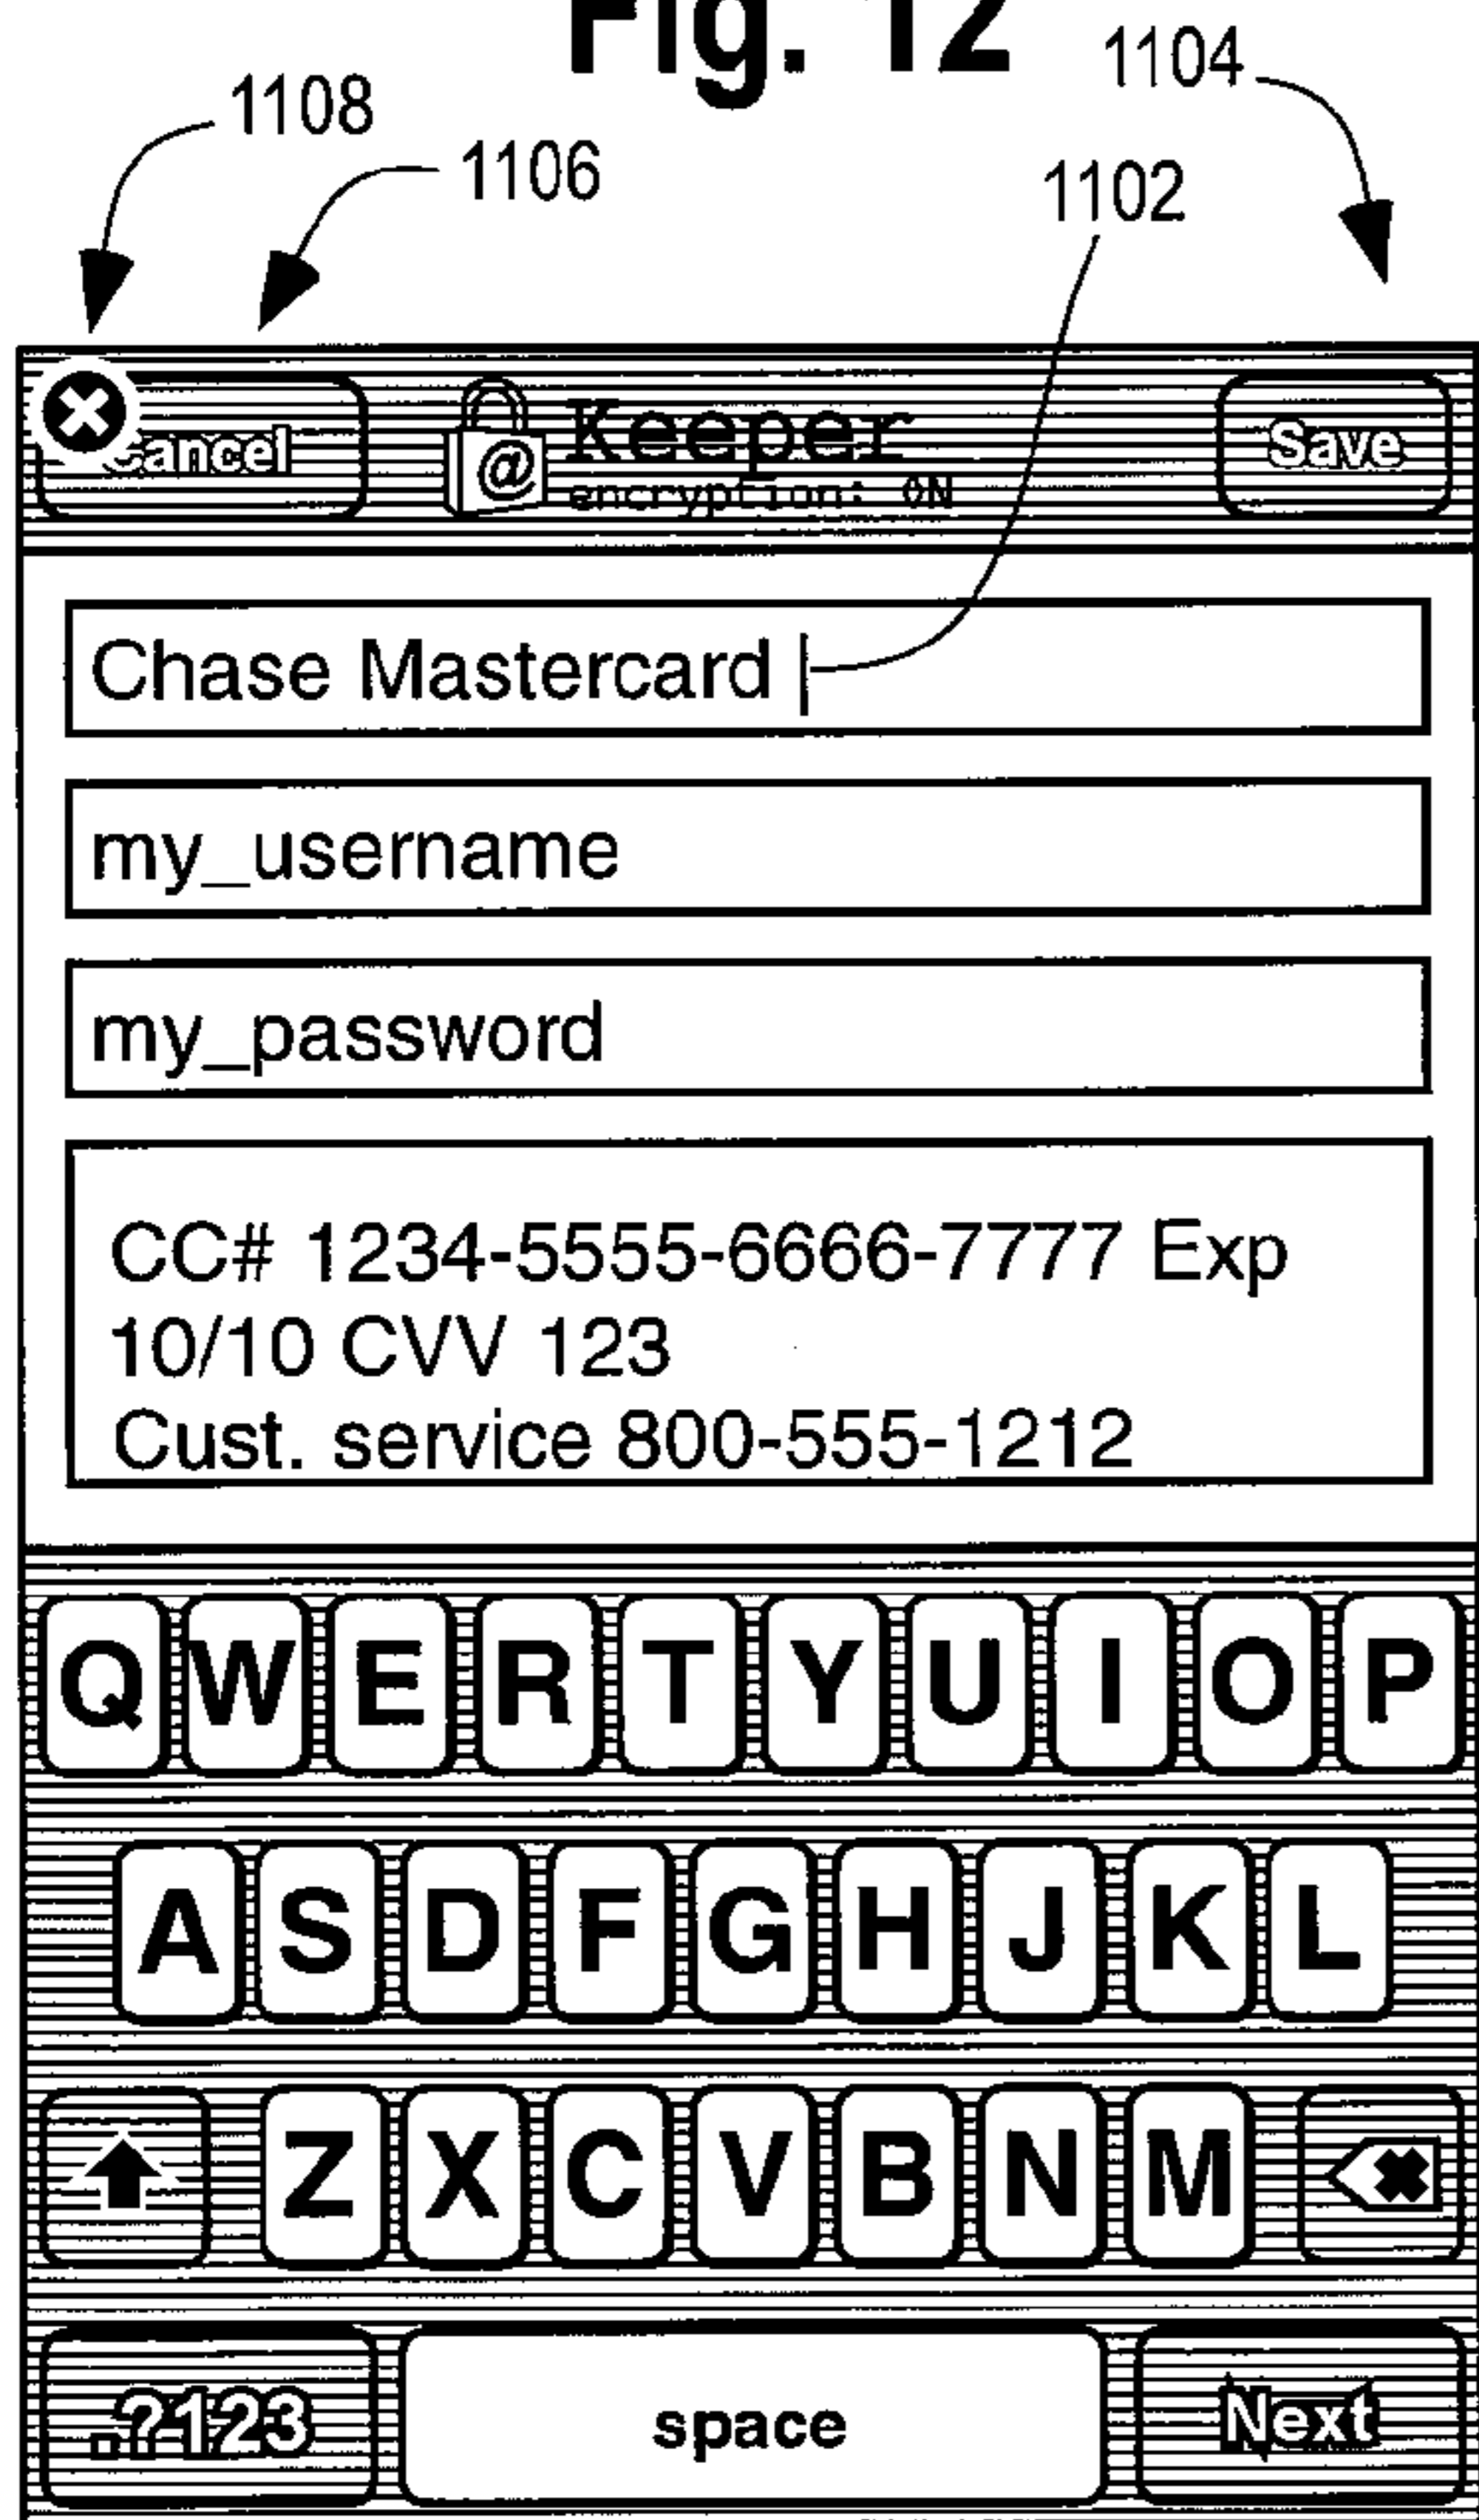 Fig. 12
1104
1108
1106
1102
Cancel
Keeper
Save
@
encryption: ON
Chase Mastercard
my_username
my_password
CC# 1234-5555-6666-7777 Exp
10/10 CVV 123
Cust. service 800-555-1212
Q W E R T Y U I O P
A S D F G H J K L
Z X C V B N M
.?123 space Next